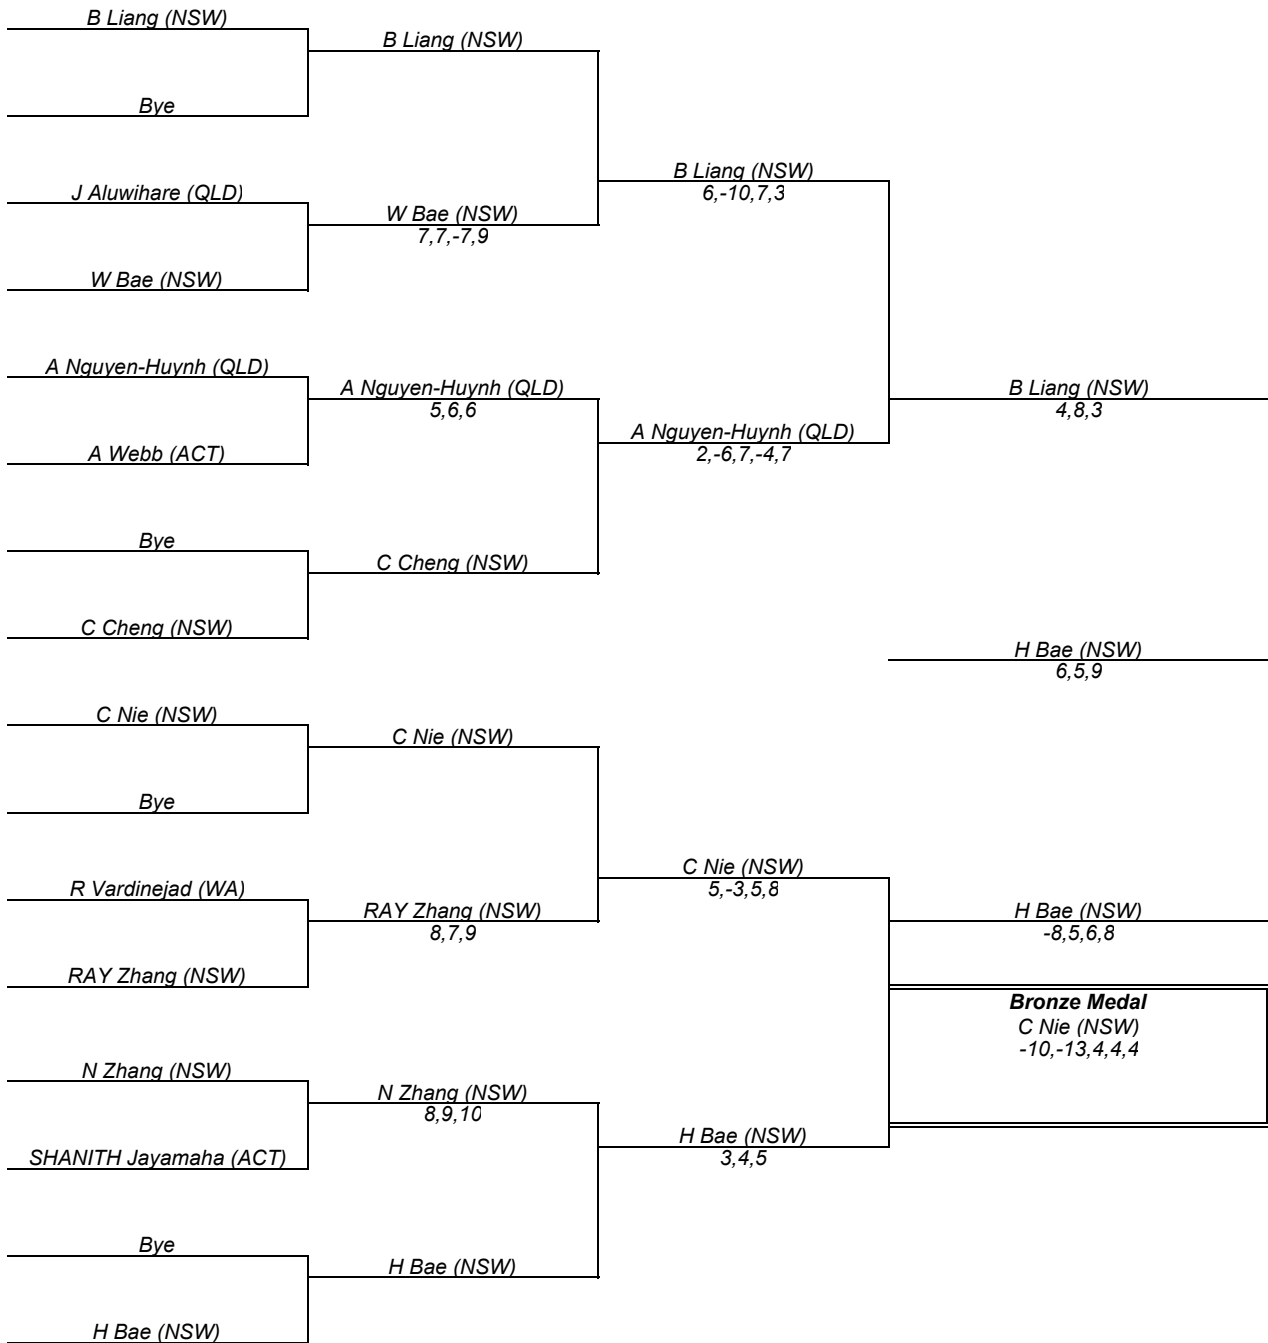 B Liang (NSW)
Bye
J Aluwihare (QLD)
W Bae (NSW)
A Nguyen-Huynh (QLD)
A Webb (ACT)
Bye
C Cheng (NSW)
C Nie (NSW)
Bye
R Vardinejad (WA)
RAY Zhang (NSW)
N Zhang (NSW)
SHANITH Jayamaha (ACT)
Bye
H Bae (NSW)
B Liang (NSW)
W Bae (NSW)
7,7,-7,9
A Nguyen-Huynh (QLD)
5,6,6
C Cheng (NSW)
C Nie (NSW)
RAY Zhang (NSW)
8,7,9
N Zhang (NSW)
8,9,10
H Bae (NSW)
B Liang (NSW)
6,-10,7,3
A Nguyen-Huynh (QLD)
2,-6,7,-4,7
C Nie (NSW)
5,-3,5,8
H Bae (NSW)
3,4,5
B Liang (NSW)
4,8,3
H Bae (NSW)
6,5,9
H Bae (NSW)
-8,5,6,8
Bronze Medal
C Nie (NSW)
-10,-13,4,4,4